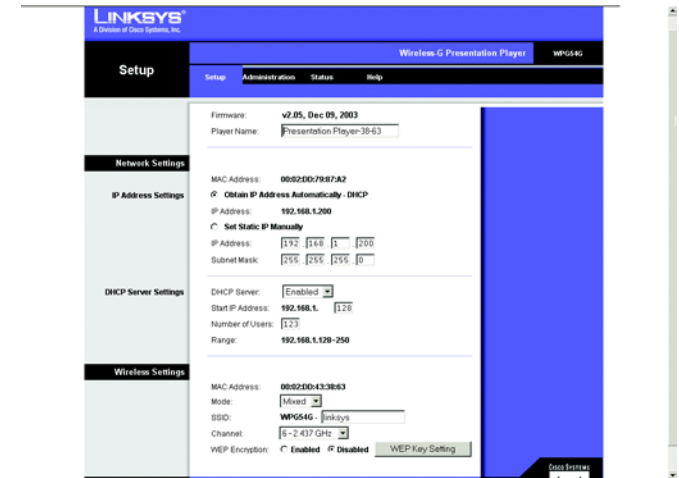 LINKSYS®
A Division of Cisco Systems, Inc.
Wireless-G Presentation Player WPG54G
Setup
Setup Administration Status Help
Firmware: v2.05, Dec 09, 2003
Player Name: Presentation Player-38-63
Network Settings
MAC Address: 00:02:DD:79:87:A2
IP Address Settings
Obtain IP Address Automatically - DHCP
IP Address: 192.168.1.200
Set Static IP Manually
IP Address: 192 . 168 . 1 . 200
Subnet Mask: 255 . 255 . 255 . 0
DHCP Server Settings
DHCP Server: Enabled
Start IP Address: 192.168.1. 128
Number of Users: 123
Range: 192.168.1.128~250
Wireless Settings
MAC Address: 00:02:DD:43:38:63
Mode: Mixed
SSID: WPG54G - linksys
Channel: 6 - 2.437 GHz
WEP Encryption: Enabled Disabled WEP Key Setting
CISCO SYSTEMS